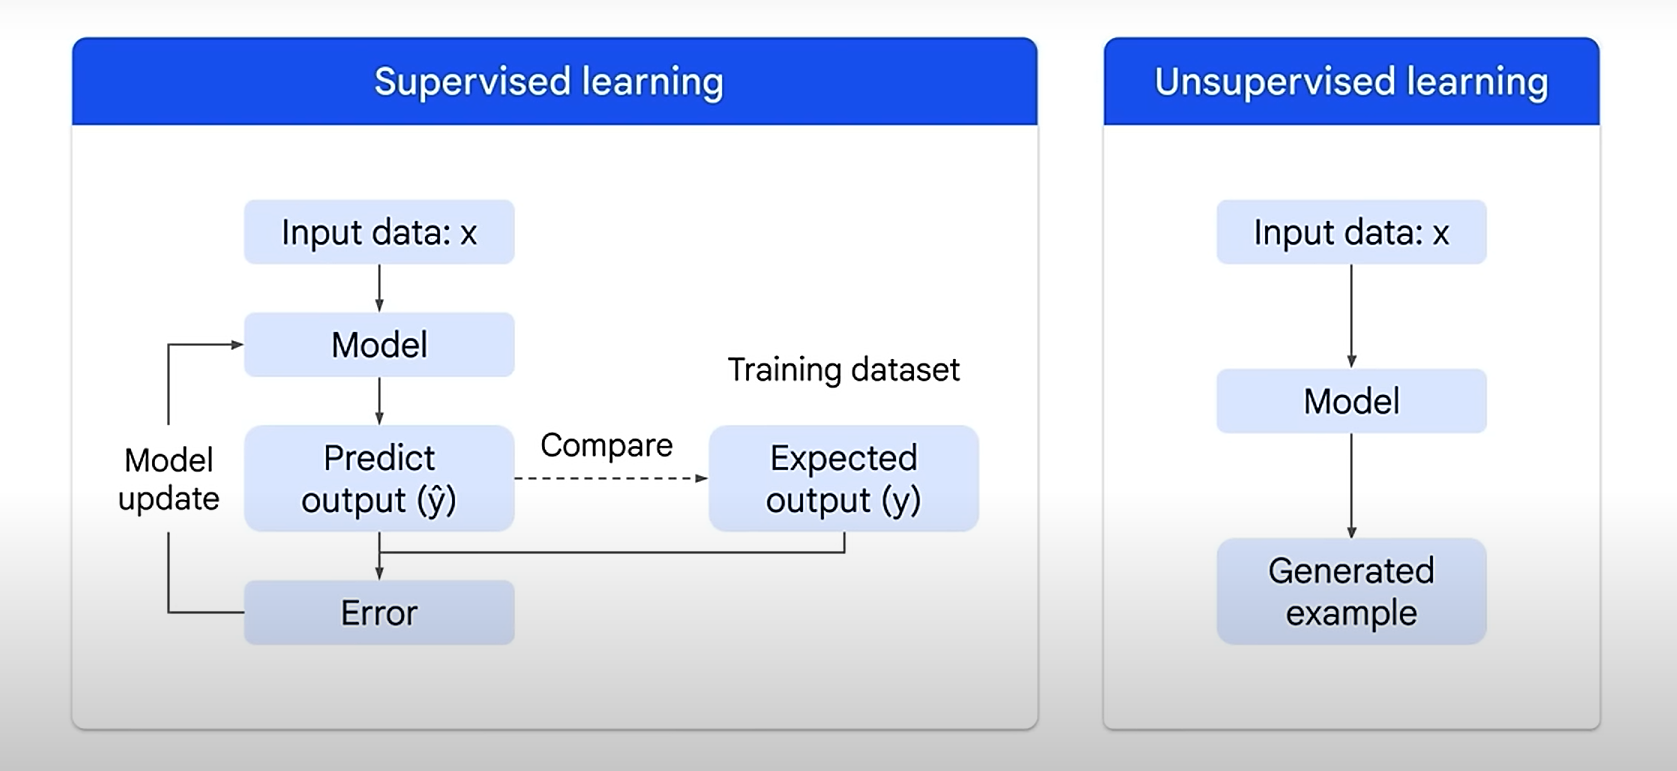 Supervised learning
Input data: x
Model
Training dataset
Model
update
Predict
output (ŷ)
Compare
Expected
output (y)
Error
Unsupervised learning
Input data: x
Model
Generated
example